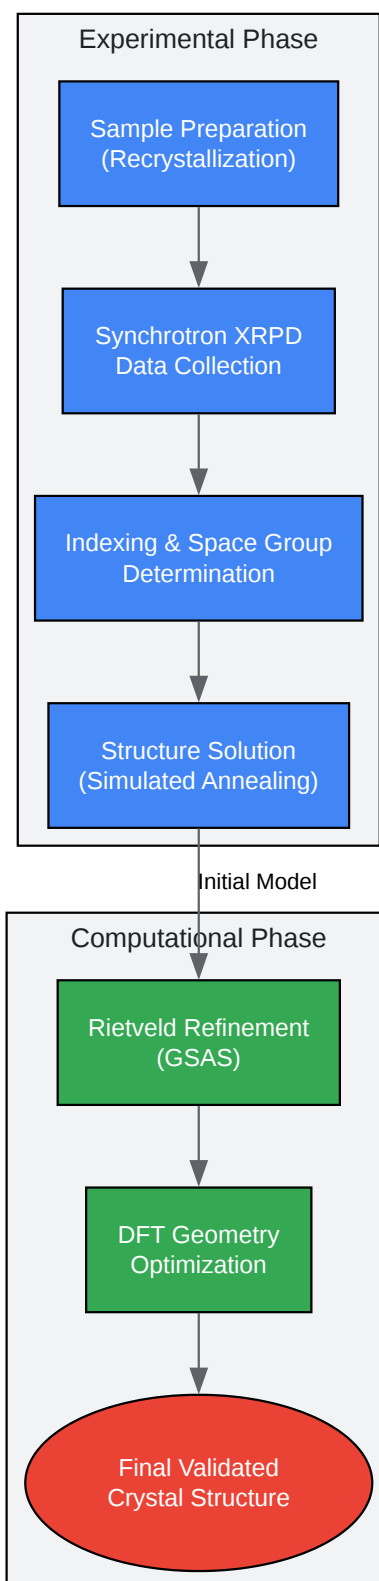 Experimental Phase
Sample Preparation
(Recrystallization)
Synchrotron XRPD
Data Collection
Indexing & Space Group
Determination
Structure Solution
(Simulated Annealing)
Initial Model
Computational Phase
Rietveld Refinement
(GSAS)
DFT Geometry
Optimization
Final Validated
Crystal Structure